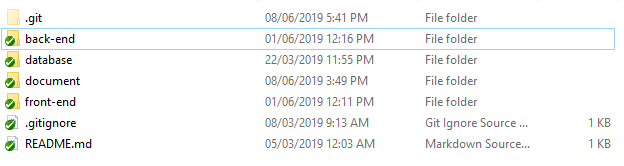 .git 08/06/2019 5:41 PM File folder
back-end 01/06/2019 12:16 PM File folder
database 22/03/2019 11:55 PM File folder
document 08/06/2019 3:49 PM File folder
front-end 01/06/2019 12:11 PM File folder
.gitignore 08/03/2019 9:13 AM Git Ignore Source ... 1 KB
README.md 05/03/2019 12:03 AM Markdown Source... 1 KB